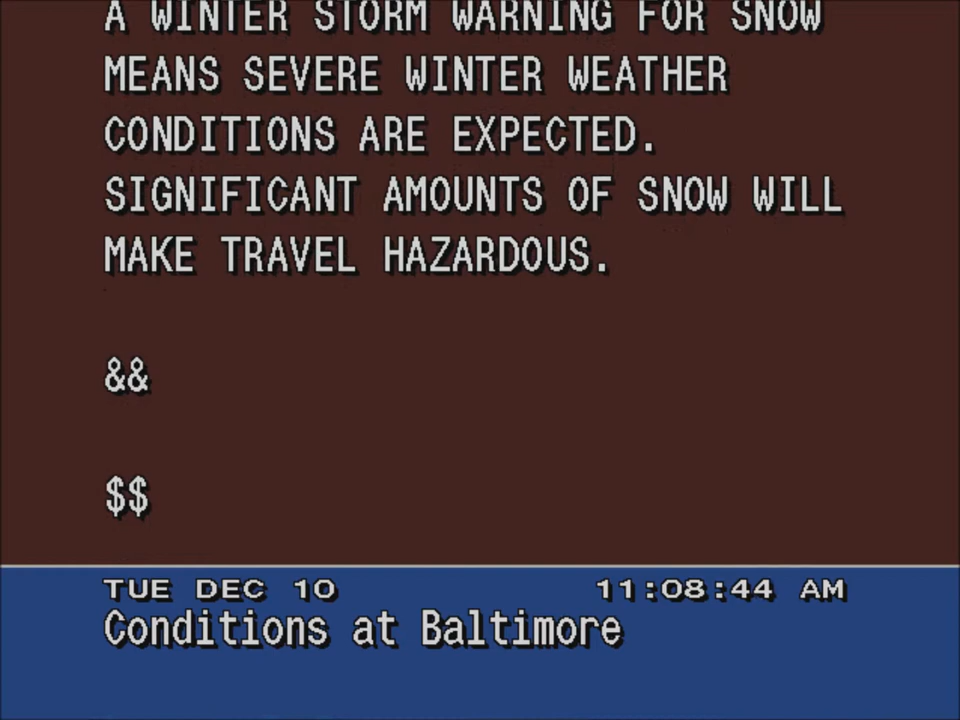 A WINTER STORM WARNING FOR SNOW
MEANS SEVERE WINTER WEATHER
CONDITIONS ARE EXPECTED.
SIGNIFICANT AMOUNTS OF SNOW WILL
MAKE TRAVEL HAZARDOUS.
&&
$$
TUE DEC 10 11:08:44 AM
Conditions at Baltimore